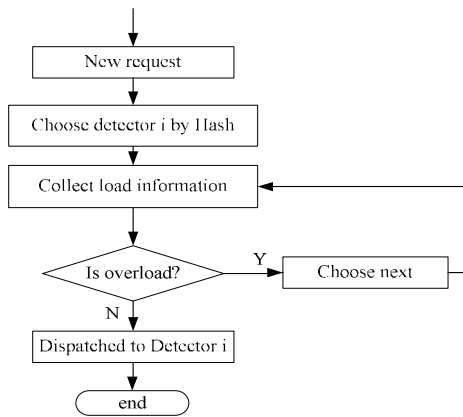 New request
Choose detector i by Hash
Collect load information
Is overload?
Y
Choose next
N
Dispatched to Detector i
end